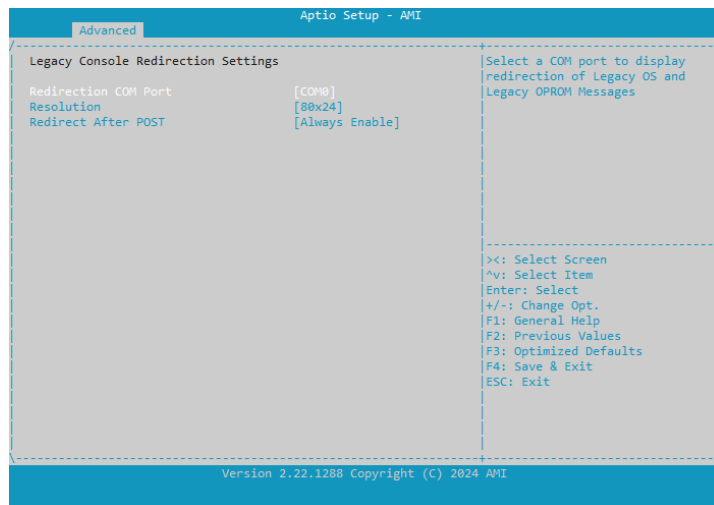 Aptio Setup - AMI
Advanced
Legacy Console Redirection Settings
Redirection COM Port [COM0]
Resolution [80x24]
Redirect After POST [Always Enable]
Select a COM port to display
redirection of Legacy OS and
Legacy OPROM Messages
><: Select Screen
^v: Select Item
Enter: Select
+/-: Change Opt.
F1: General Help
F2: Previous Values
F3: Optimized Defaults
F4: Save & Exit
ESC: Exit
Version 2.22.1288 Copyright (C) 2024 AMI